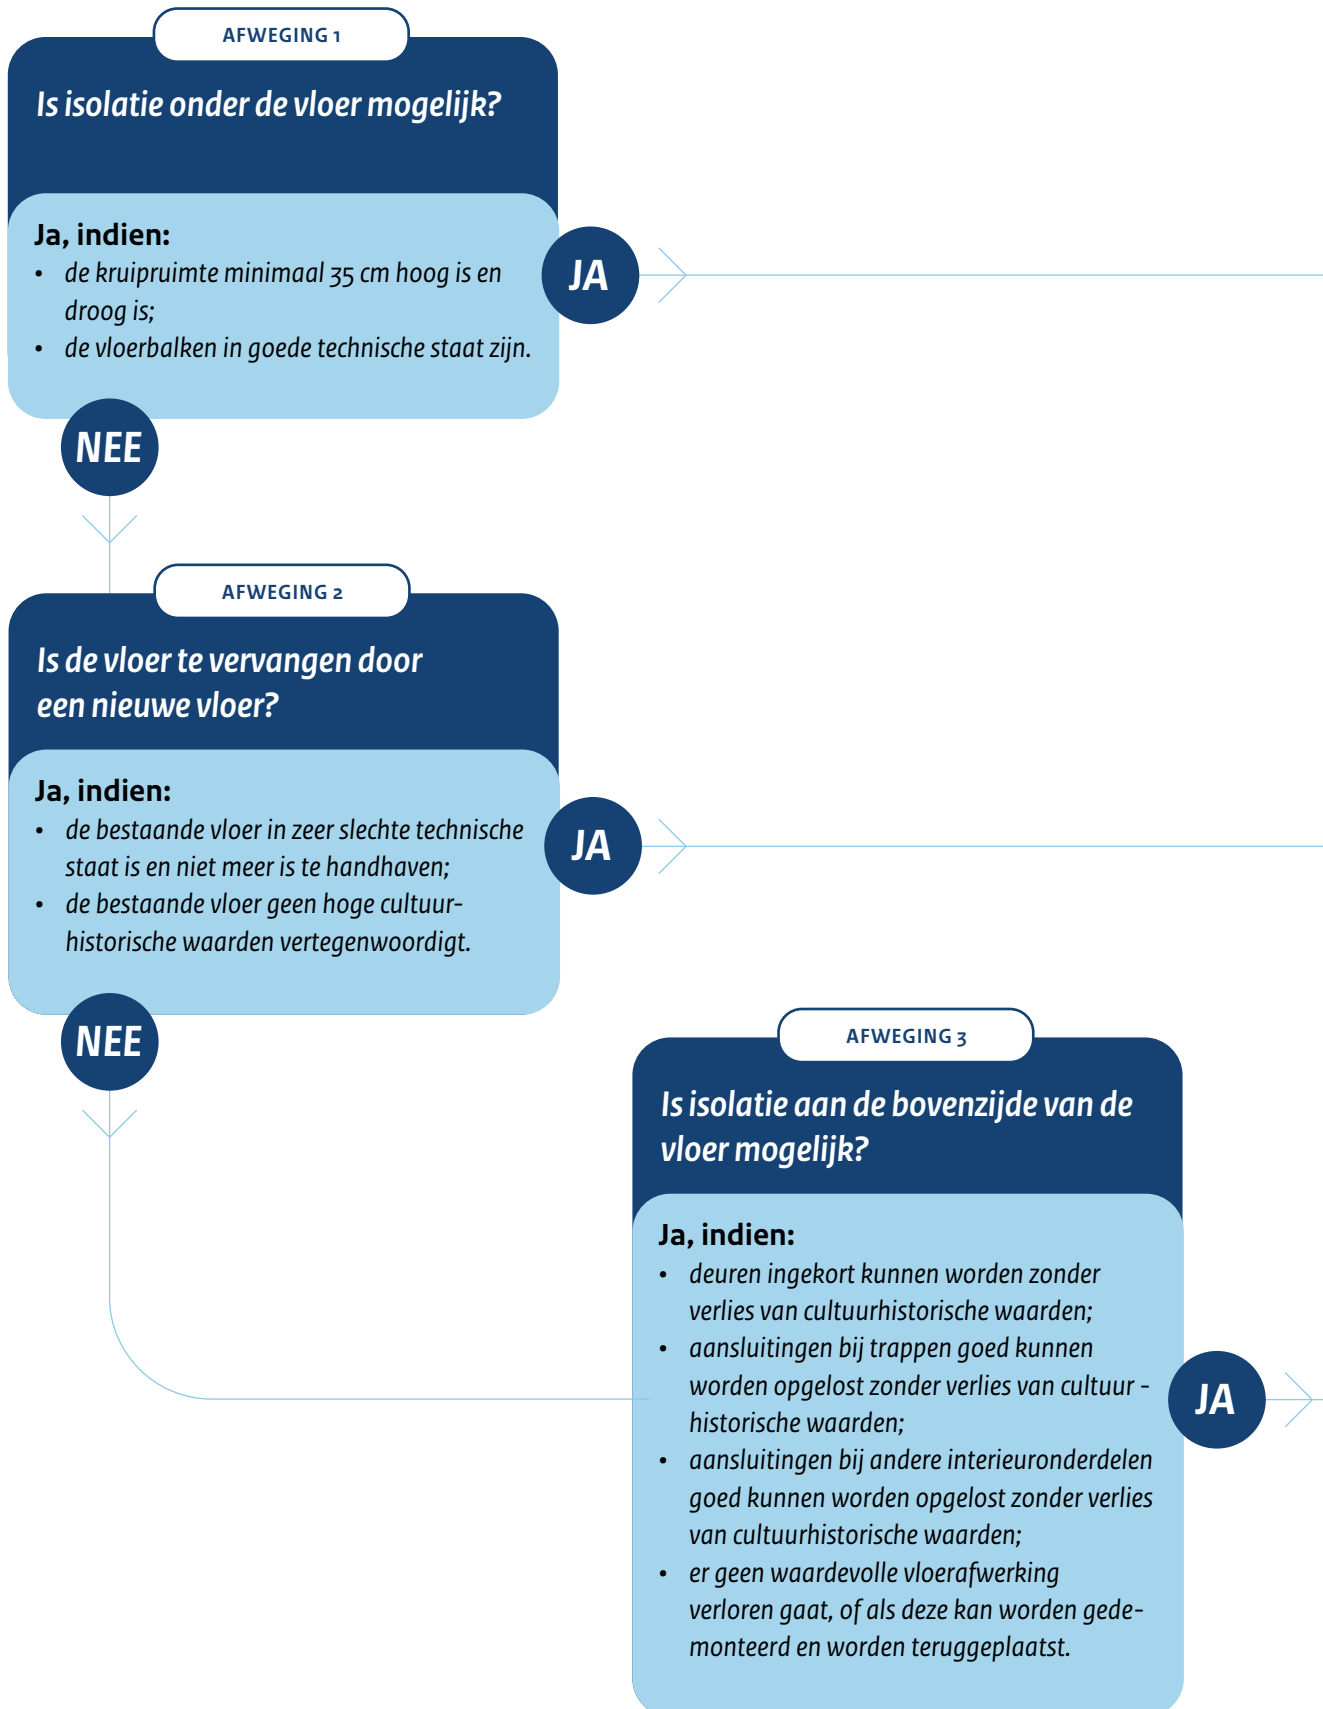 AFWEGING 1
Is isolatie onder de vloer mogelijk?
Ja, indien:
• de kruipruimte minimaal 35 cm hoog is en
droog is;
• de vloerbalken in goede technische staat zijn.
JA
NEE
AFWEGING 2
Is de vloer te vervangen door
een nieuwe vloer?
Ja, indien:
• de bestaande vloer in zeer slechte technische
staat is en niet meer is te handhaven;
• de bestaande vloer geen hoge cultuur-
historische waarden vertegenwoordigt.
JA
NEE
AFWEGING 3
Is isolatie aan de bovenzijde van de
vloer mogelijk?
Ja, indien:
• deuren ingekort kunnen worden zonder
verlies van cultuurhistorische waarden;
• aansluitingen bij trappen goed kunnen
worden opgelost zonder verlies van cultuur -
historische waarden;
• aansluitingen bij andere interieuronderdelen
goed kunnen worden opgelost zonder verlies
van cultuurhistorische waarden;
• er geen waardevolle vloerafwerking
verloren gaat, of als deze kan worden gede-
monteerd en worden teruggeplaatst.
JA